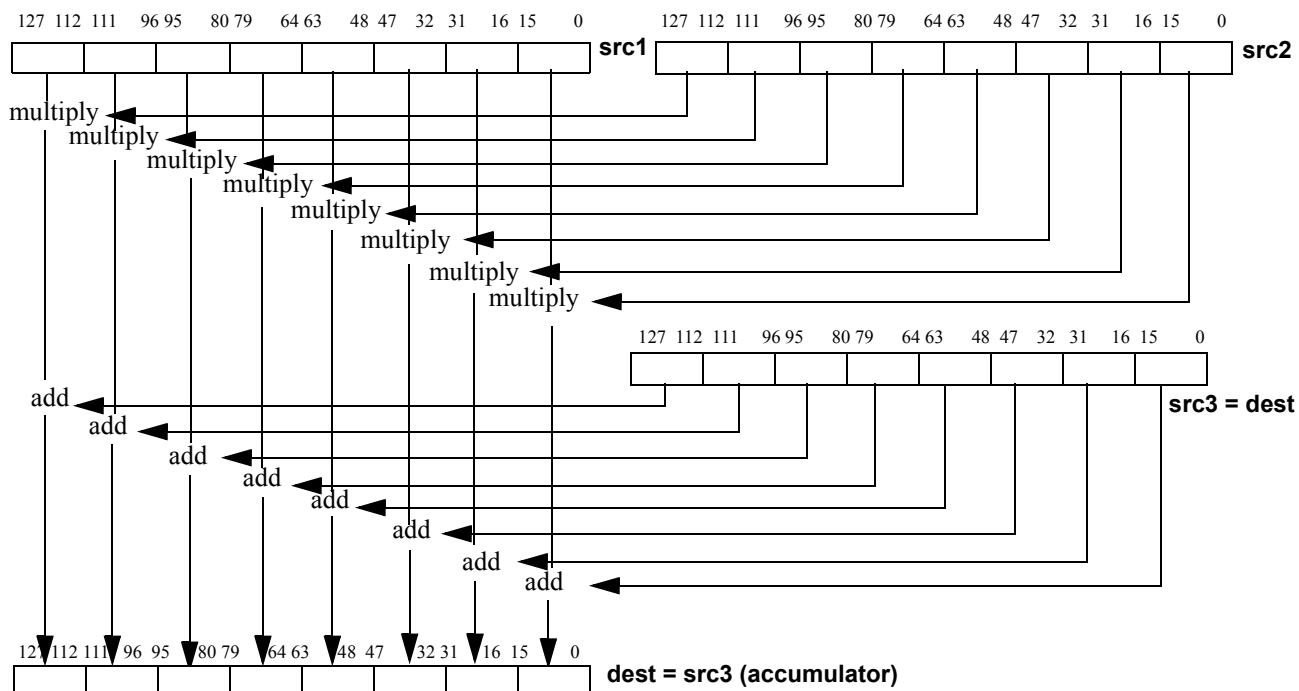 127 112 111 96 95 80 79 64 63 48 47 32 31 16 15 0
src1
127 112 111 96 95 80 79 64 63 48 47 32 31 16 15 0
src2
multiply
multiply
multiply
multiply
multiply
multiply
multiply
multiply
127 112 111 96 95 80 79 64 63 48 47 32 31 16 15 0
src3 = dest
add
add
add
add
add
add
add
add
127 112 111 96 95 80 79 64 63 48 47 32 31 16 15 0
dest = src3 (accumulator)